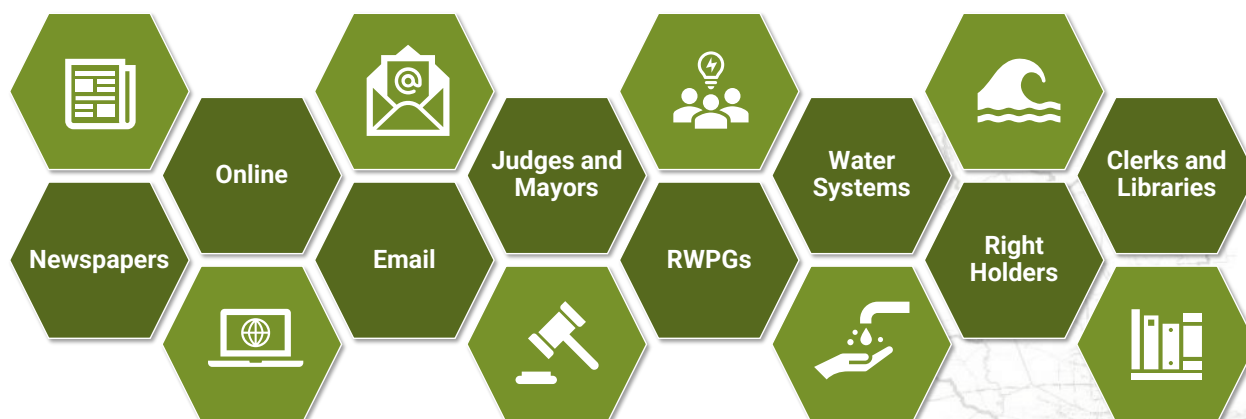 Newspapers
Online
Email
Judges and
Mayors
RWPGs
Water
Systems
Right
Holders
Clerks and
Libraries